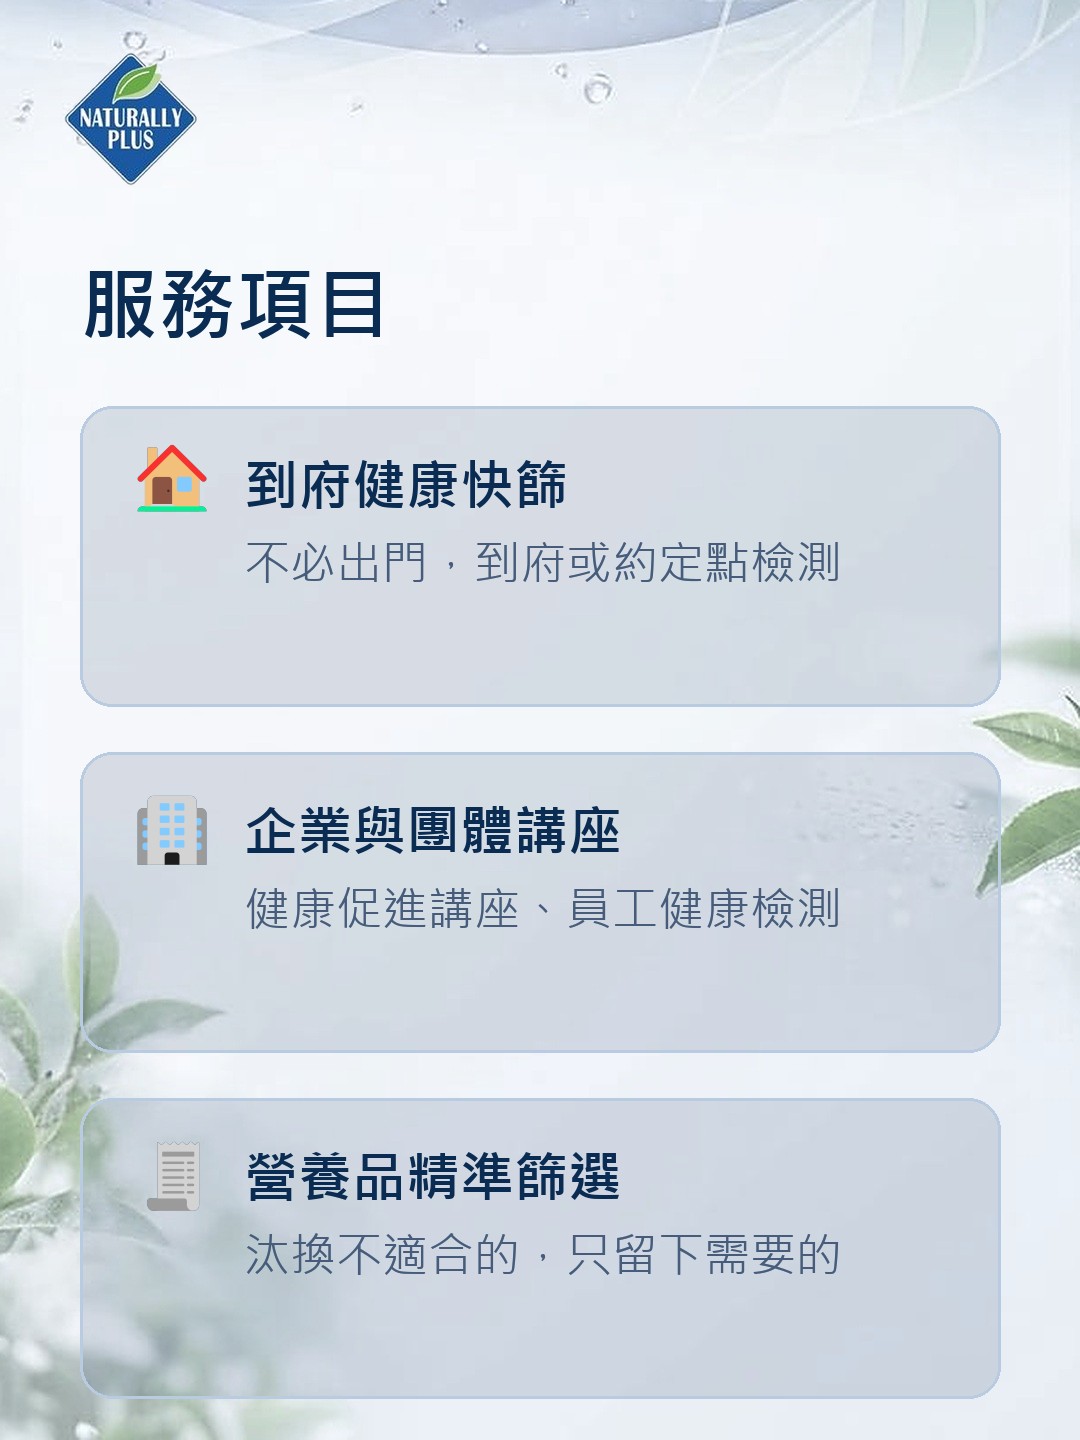 NATURALLY
PLUS
服務項目
到府健康快篩
不必出門，到府或約定點檢測
企業與團體講座
健康促進講座、員工健康檢測
營養品精準篩選
汰換不適合的，只留下需要的